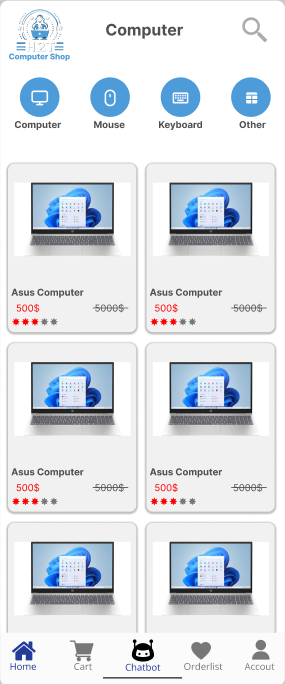 Computer
H2T
Computer Shop
Computer Mouse Keyboard Other
Asus Computer Asus Computer
500$ 5000$ 500$ 5000$
Asus Computer Asus Computer
500$ 5000$ 500$ 5000$
Home Cart Chatbot Orderlist Accout